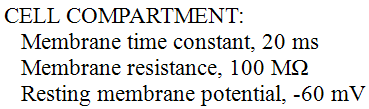 CELL COMPARTMENT:
Membrane time constant, 20 ms
Membrane resistance, 100 MΩ
Resting membrane potential, -60 mV